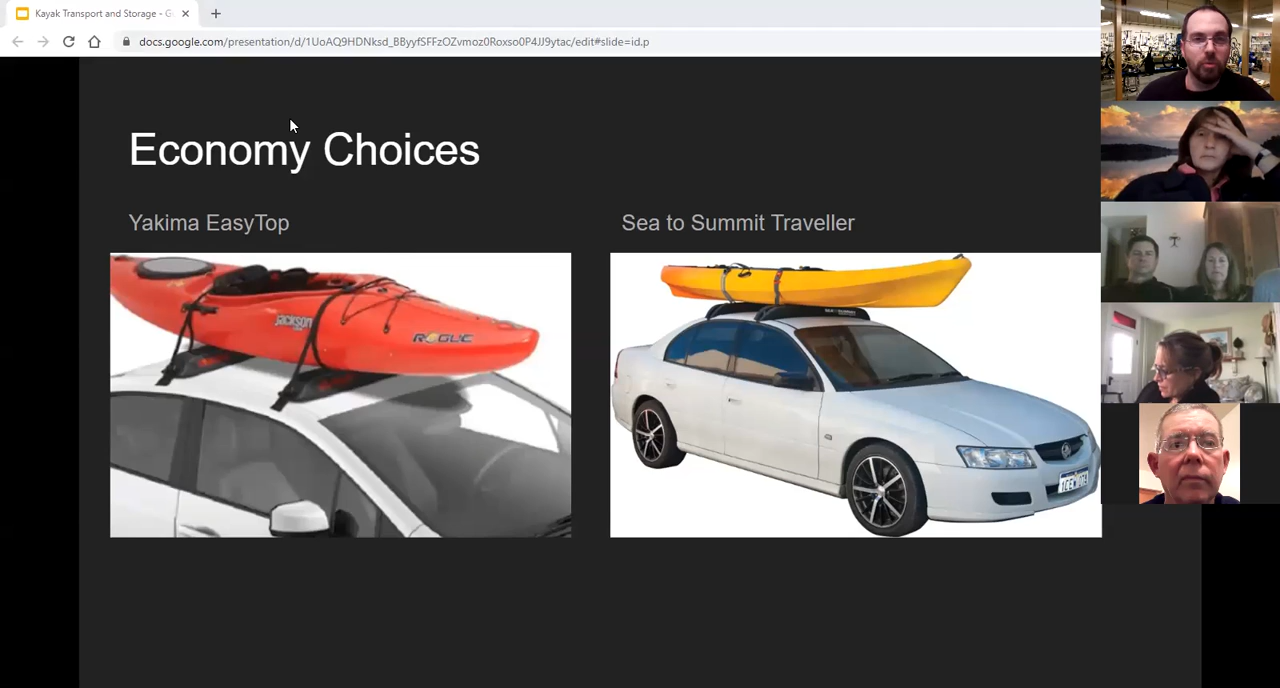 Kayak Transport and Storage - G
docs.google.com/presentation/d/1UoAQ9HDNksd_BByyfSFFzOZvmoz0Roxso0P4JJ9ytac/edit#slide=id.p
Economy Choices
Yakima EasyTop
Sea to Summit Traveller
JACKSON
ROGUE